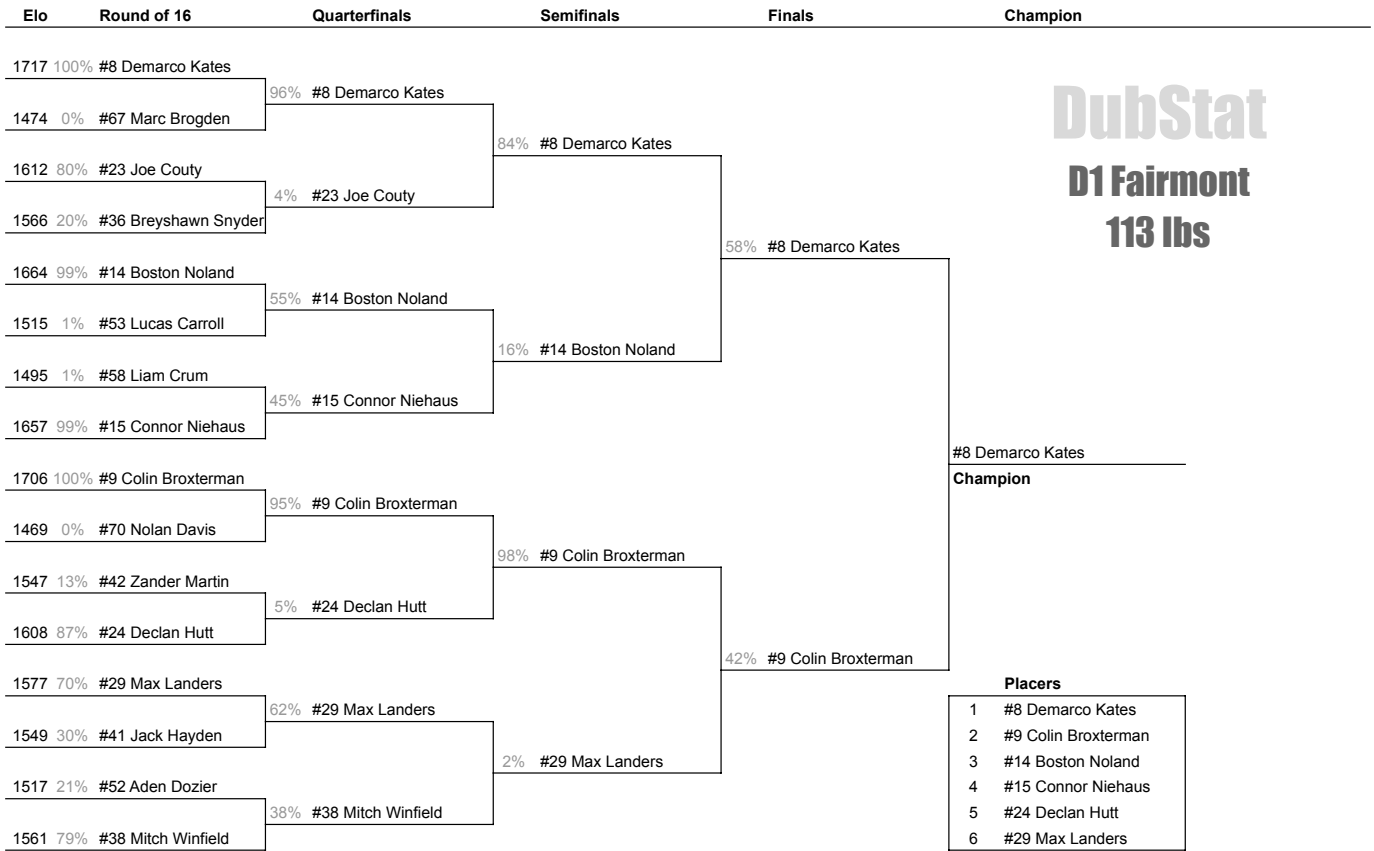 Elo Round of 16 Quarterfinals Semifinals Finals Champion
1717 100% #8 Demarco Kates
96% #8 Demarco Kates
1474 0% #67 Marc Brogden
84% #8 Demarco Kates
1612 80% #23 Joe Couty
4% #23 Joe Couty
1566 20% #36 Breyshawn Snyder
58% #8 Demarco Kates
1664 99% #14 Boston Noland
55% #14 Boston Noland
1515 1% #53 Lucas Carroll
16% #14 Boston Noland
1495 1% #58 Liam Crum
45% #15 Connor Niehaus
1657 99% #15 Connor Niehaus
#8 Demarco Kates
Champion
1706 100% #9 Colin Broxterman
95% #9 Colin Broxterman
1469 0% #70 Nolan Davis
98% #9 Colin Broxterman
1547 13% #42 Zander Martin
5% #24 Declan Hutt
1608 87% #24 Declan Hutt
42% #9 Colin Broxterman
1577 70% #29 Max Landers
62% #29 Max Landers
1549 30% #41 Jack Hayden
2% #29 Max Landers
1517 21% #52 Aden Dozier
38% #38 Mitch Winfield
1561 79% #38 Mitch Winfield
DubStat
D1 Fairmont
113 lbs
Placers
1 #8 Demarco Kates
2 #9 Colin Broxterman
3 #14 Boston Noland
4 #15 Connor Niehaus
5 #24 Declan Hutt
6 #29 Max Landers